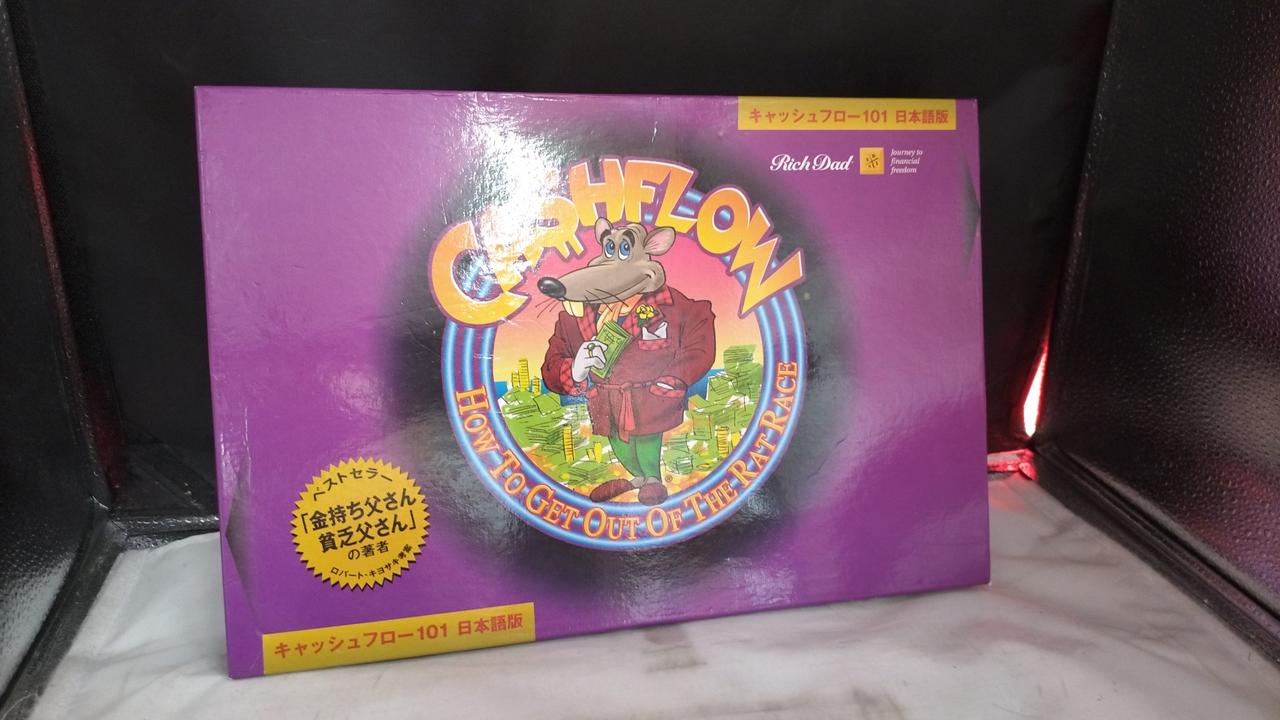 キャッシュフロー101 日本語版
Rich Dad
Journey to
financial
freedom
CASHFLOW
HOW TO GET OUT OF THE RAT RACE
®
ベストセラー
「金持ち父さん
貧乏父さん」
の著者
ロバート・キヨサキ考案
キャッシュフロー101 日本語版